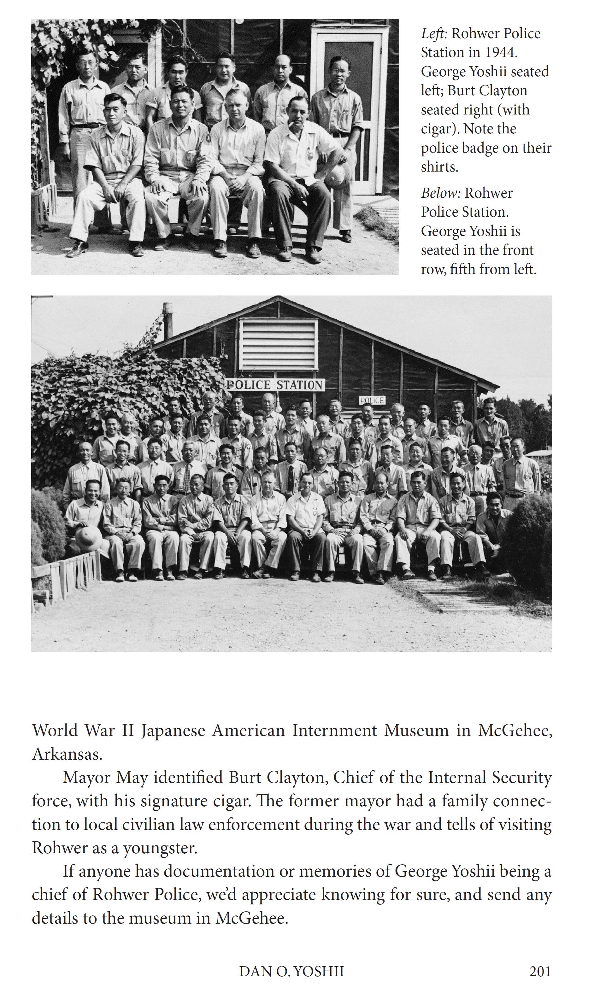 Left: Rohwer Police
Station in 1944.
George Yoshii seated
left; Burt Clayton
seated right (with
cigar). Note the
police badge on their
shirts.
Below: Rohwer
Police Station.
George Yoshii is
seated in the front
row, fifth from left.
POLICE STATION
POLICE
World War II Japanese American Internment Museum in McGehee,
Arkansas.
Mayor May identified Burt Clayton, Chief of the Internal Security
force, with his signature cigar. The former mayor had a family connec-
tion to local civilian law enforcement during the war and tells of visiting
Rohwer as a youngster.
If anyone has documentation or memories of George Yoshii being a
chief of Rohwer Police, we’d appreciate knowing for sure, and send any
details to the museum in McGehee.
DAN O. YOSHII 201